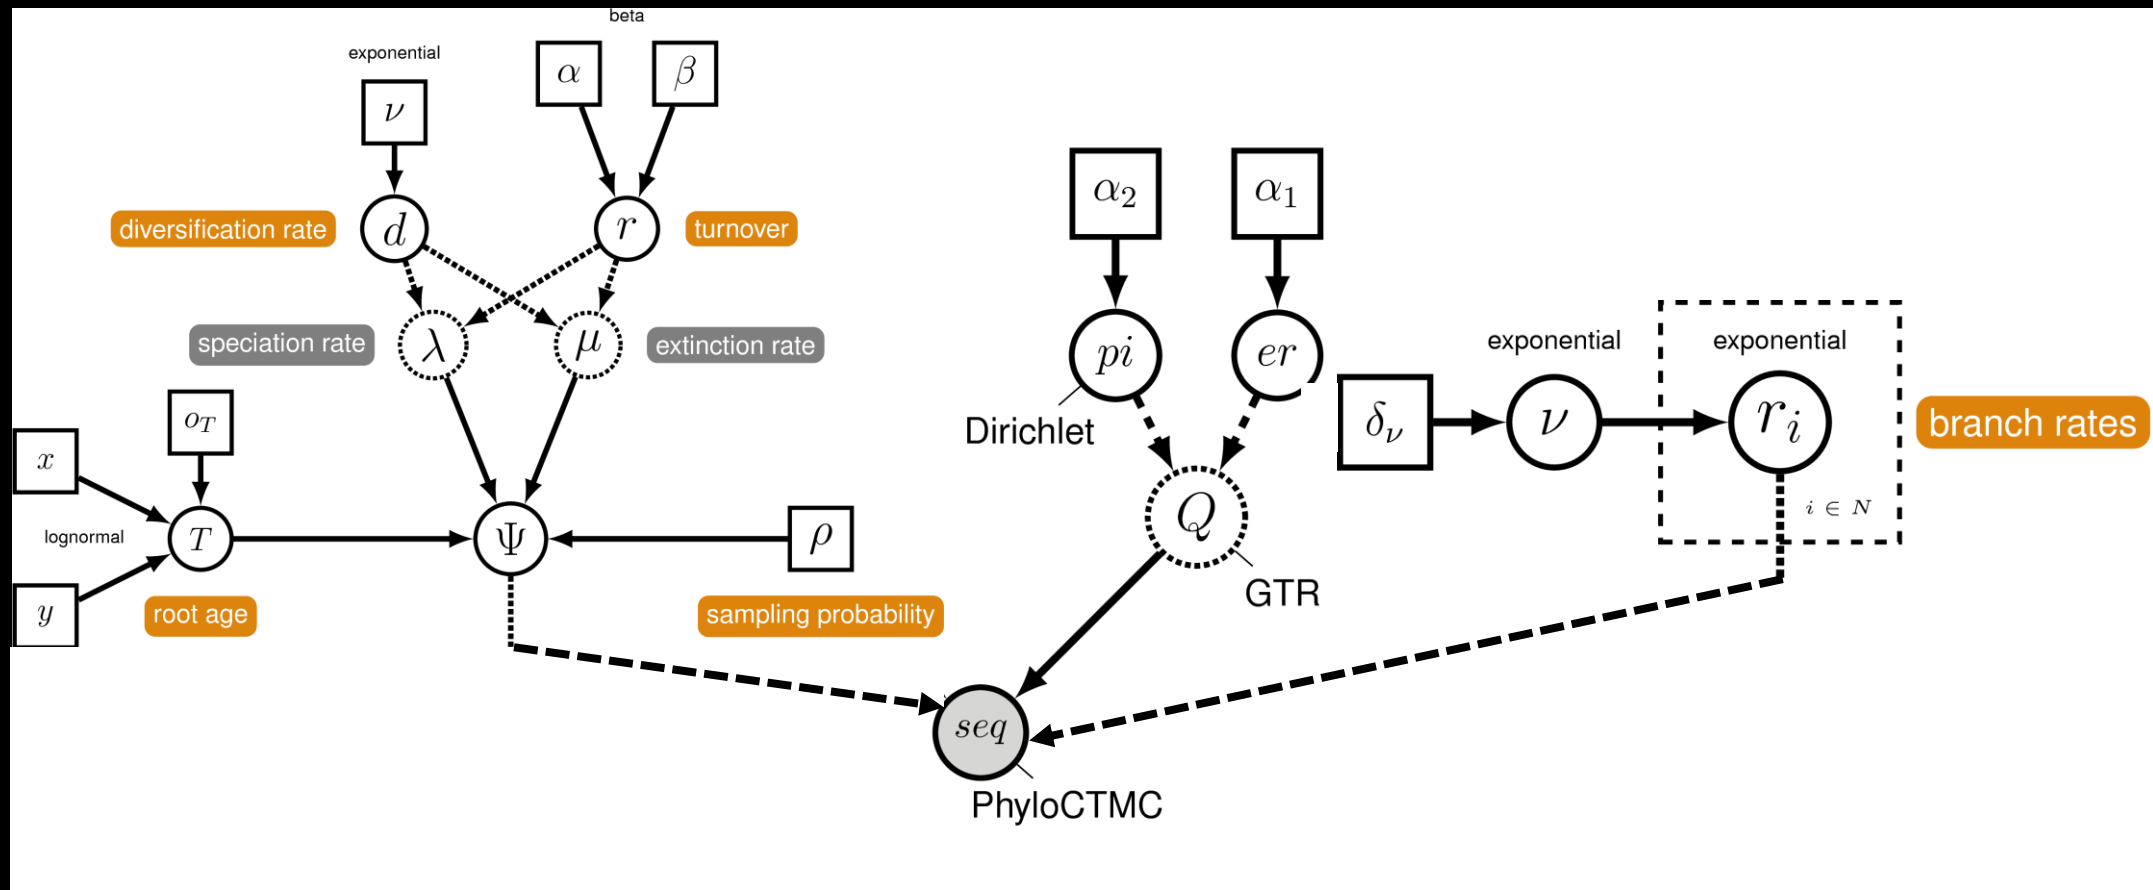 beta
exponential
α
β
ν
α₂
α₁
diversification rate
d
r
turnover
speciation rate
λ
μ
extinction rate
pi
er
exponential
exponential
Dirichlet
δ_ν
ν
r_i
branch rates
o_T
x
lognormal
T
Ψ
ρ
Q
i ∈ N
GTR
y
root age
sampling probability
seq
PhyloCTMC